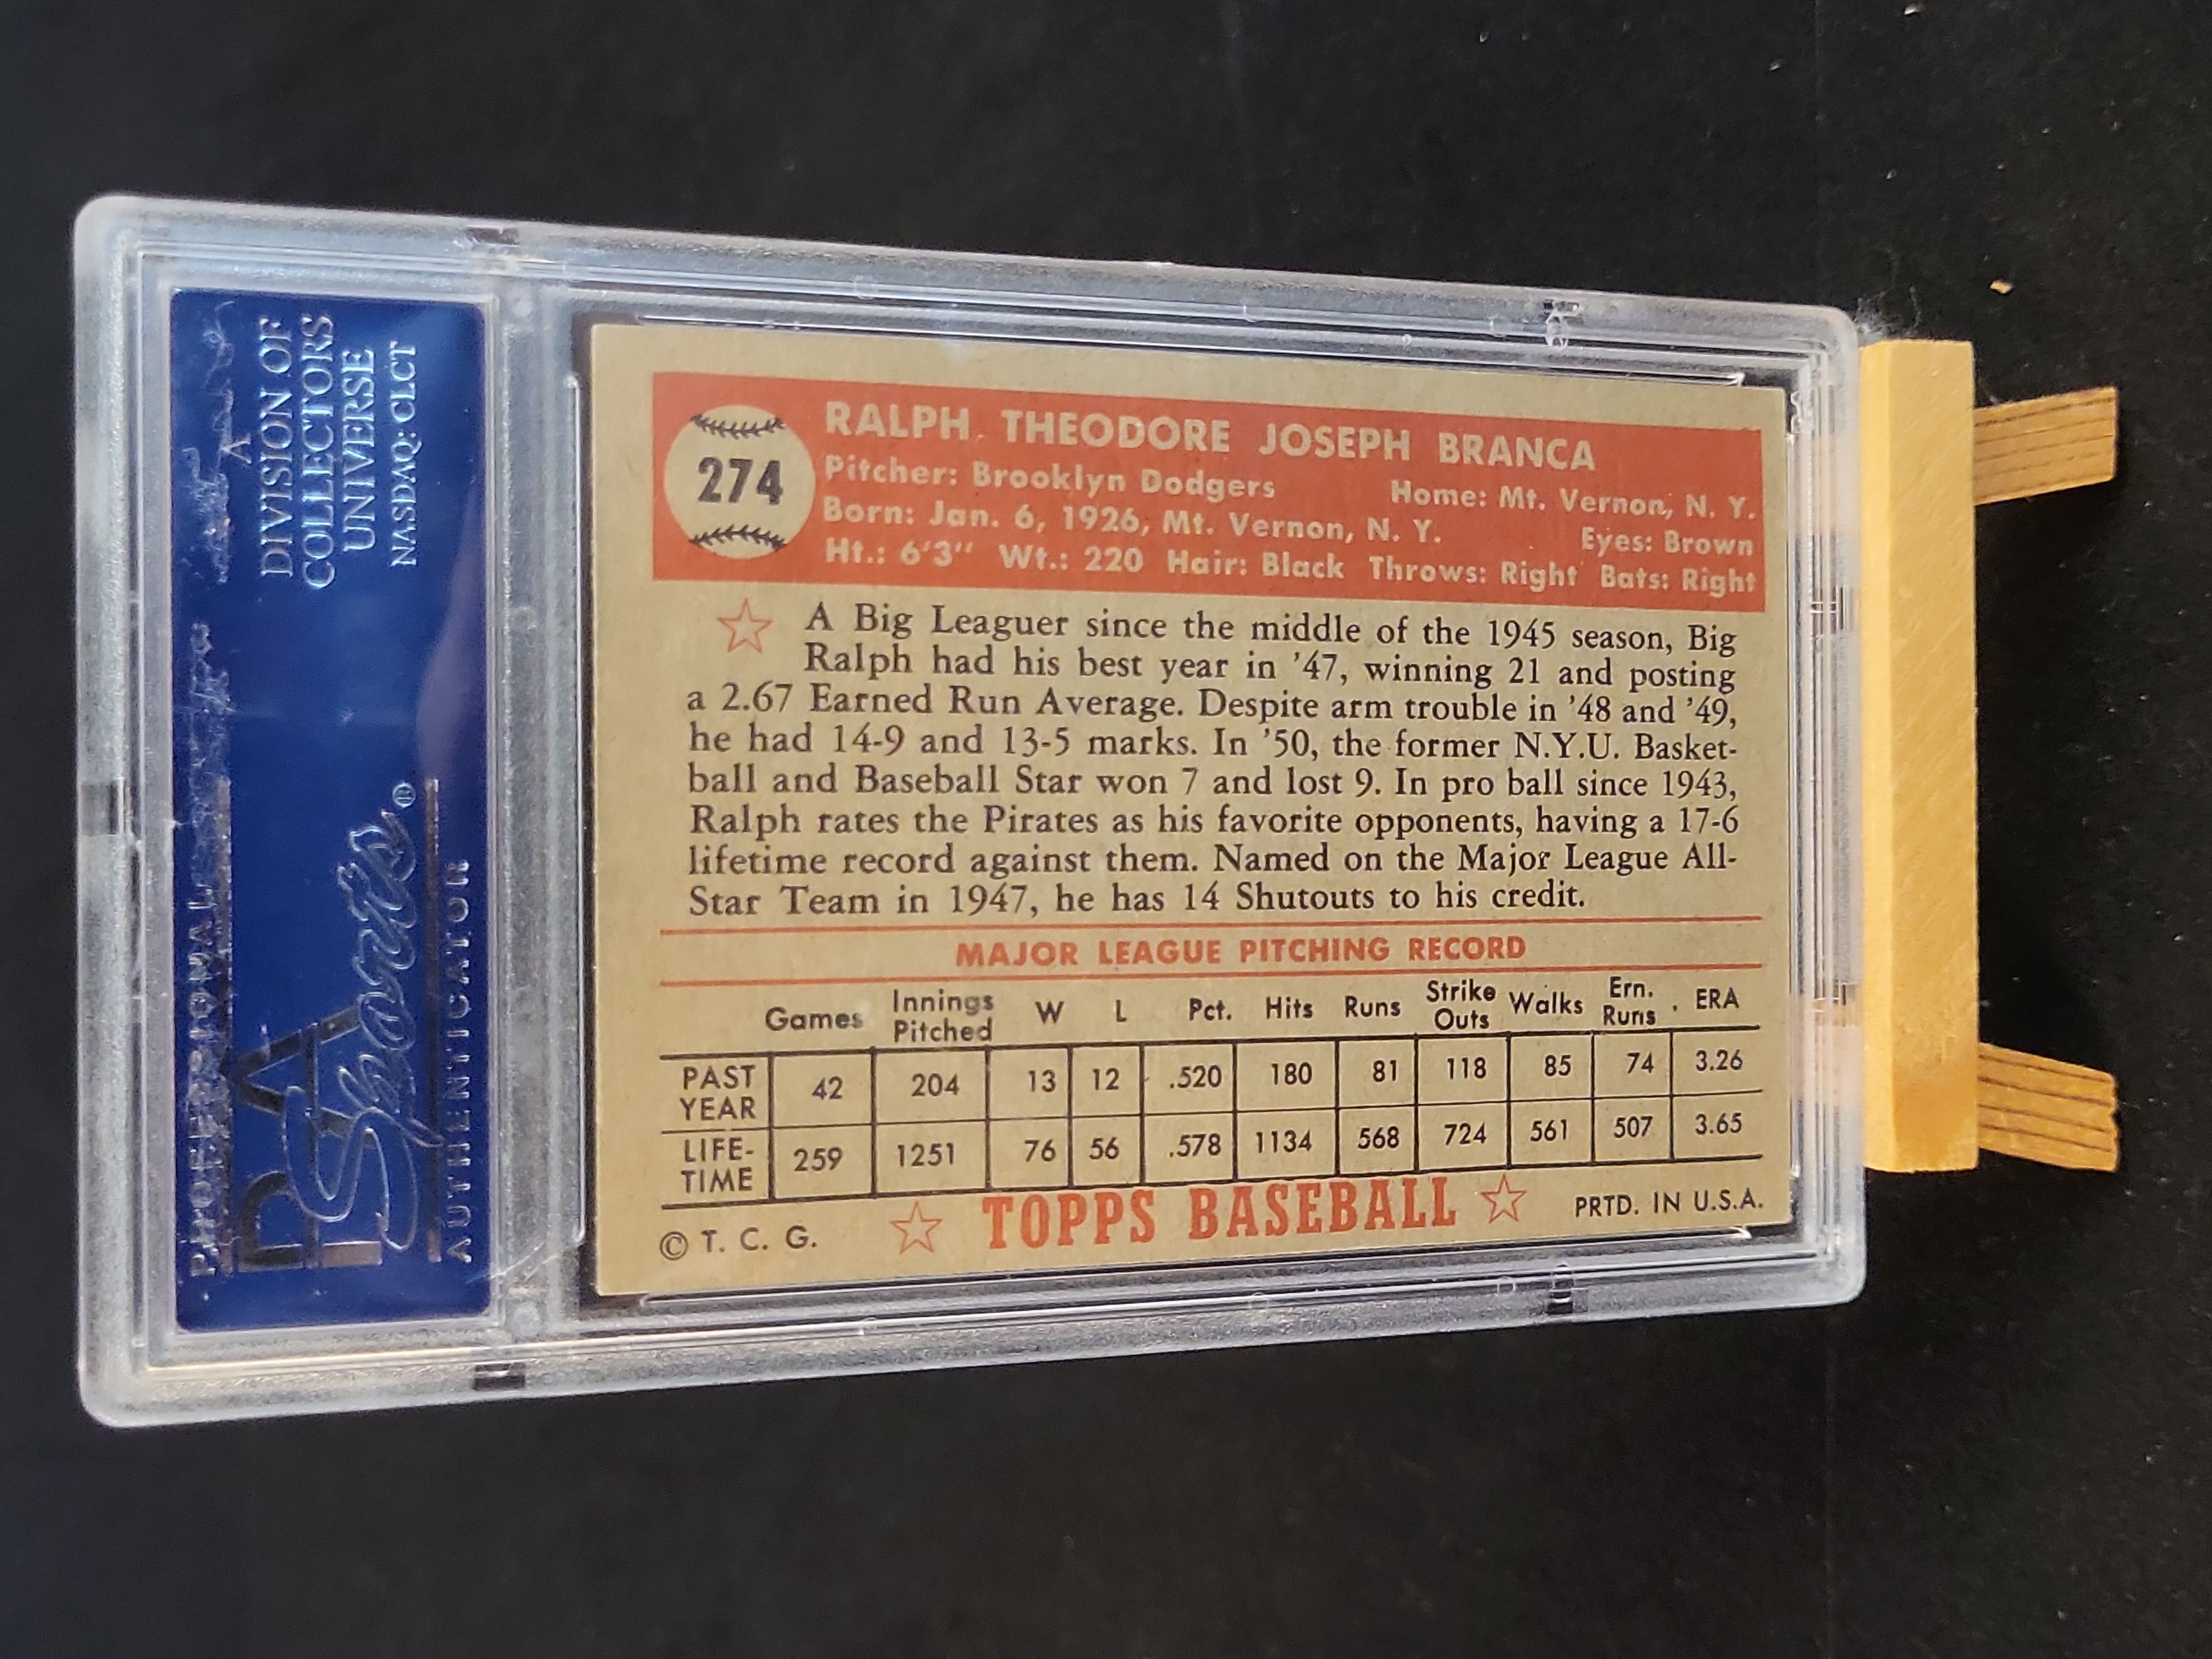 274
RALPH THEODORE JOSEPH BRANCA
Pitcher: Brooklyn Dodgers Home: Mt. Vernon, N. Y.
Born: Jan. 6, 1926, Mt. Vernon, N. Y. Eyes: Brown
Ht.: 6'3" Wt.: 220 Hair: Black Throws: Right Bats: Right
☆ A Big Leaguer since the middle of the 1945 season, Big
Ralph had his best year in '47, winning 21 and posting
a 2.67 Earned Run Average. Despite arm trouble in '48 and '49,
he had 14-9 and 13-5 marks. In '50, the former N.Y.U. Basket-
ball and Baseball Star won 7 and lost 9. In pro ball since 1943,
Ralph rates the Pirates as his favorite opponents, having a 17-6
lifetime record against them. Named on the Major League All-
Star Team in 1947, he has 14 Shutouts to his credit.
MAJOR LEAGUE PITCHING RECORD
Games Innings Pitched W L Pct. Hits Runs Strike Outs Walks Ern. Runs ERA
PAST YEAR 42 204 13 12 .520 180 81 118 85 74 3.26
LIFE-TIME 259 1251 76 56 .578 1134 568 724 561 507 3.65
© T. C. G. ☆ TOPPS BASEBALL ☆ PRTD. IN U.S.A.
PROFESSIONAL
PSA
Sports®
AUTHENTICATOR
A
DIVISION OF
COLLECTORS
UNIVERSE
NASDAQ: CLCT